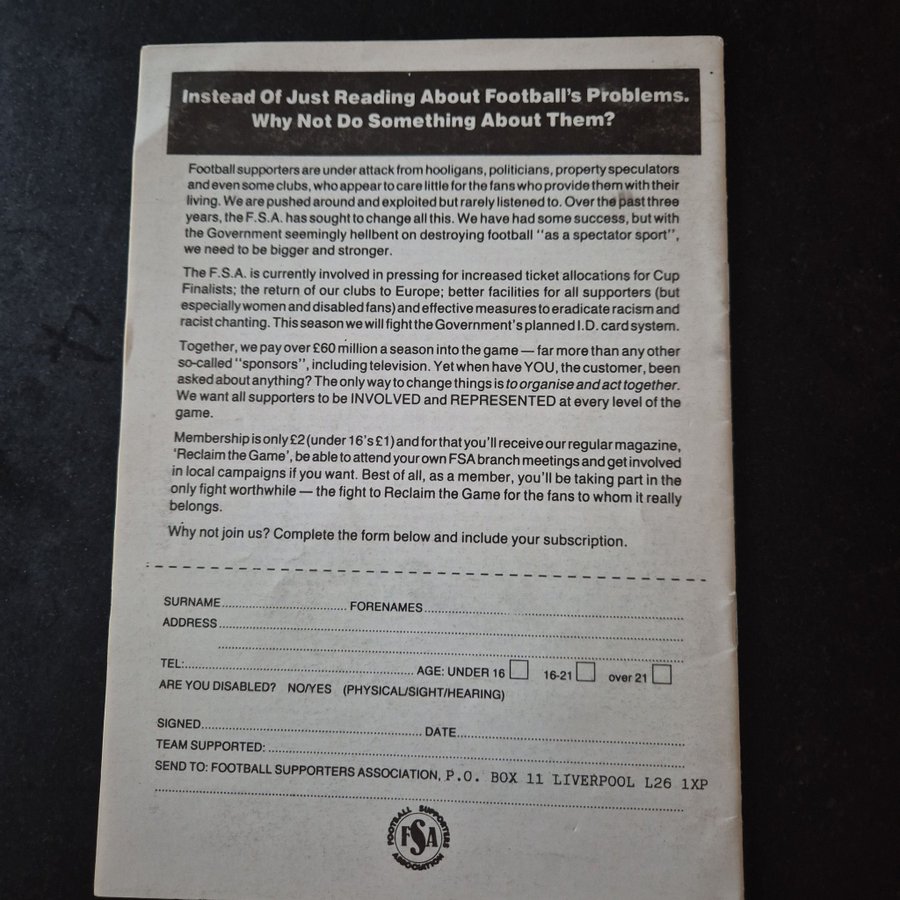 Instead Of Just Reading About Football's Problems.
Why Not Do Something About Them?
Football supporters are under attack from hooligans, politicians, property speculators
and even some clubs, who appear to care little for the fans who provide them with their
living. We are pushed around and exploited but rarely listened to. Over the past three
years, the F.S.A. has sought to change all this. We have had some success, but with
the Government seemingly hellbent on destroying football "as a spectator sport",
we need to be bigger and stronger.
The F.S.A. is currently involved in pressing for increased ticket allocations for Cup
Finalists; the return of our clubs to Europe; better facilities for all supporters (but
especially women and disabled fans) and effective measures to eradicate racism and
racist chanting. This season we will fight the Government's planned I.D. card system.
Together, we pay over £60 million a season into the game — far more than any other
so-called "sponsors", including television. Yet when have YOU, the customer, been
asked about anything? The only way to change things is to organise and act together.
We want all supporters to be INVOLVED and REPRESENTED at every level of the
game.
Membership is only £2 (under 16's £1) and for that you'll receive our regular magazine,
'Reclaim the Game', be able to attend your own FSA branch meetings and get involved
in local campaigns if you want. Best of all, as a member, you'll be taking part in the
only fight worthwhile — the fight to Reclaim the Game for the fans to whom it really
belongs.
Why not join us? Complete the form below and include your subscription.
SURNAME.............................. FORENAMES..............................
ADDRESS..............................
TEL:.............................. AGE: UNDER 16 16-21 over 21
ARE YOU DISABLED? NO/YES (PHYSICAL/SIGHT/HEARING)
SIGNED.............................. DATE..............................
TEAM SUPPORTED: ..............................
SEND TO: FOOTBALL SUPPORTERS ASSOCIATION, P.O. BOX 11 LIVERPOOL L26 1XP
FOOTBALL SUPPORTERS
FSA
ASSOCIATION